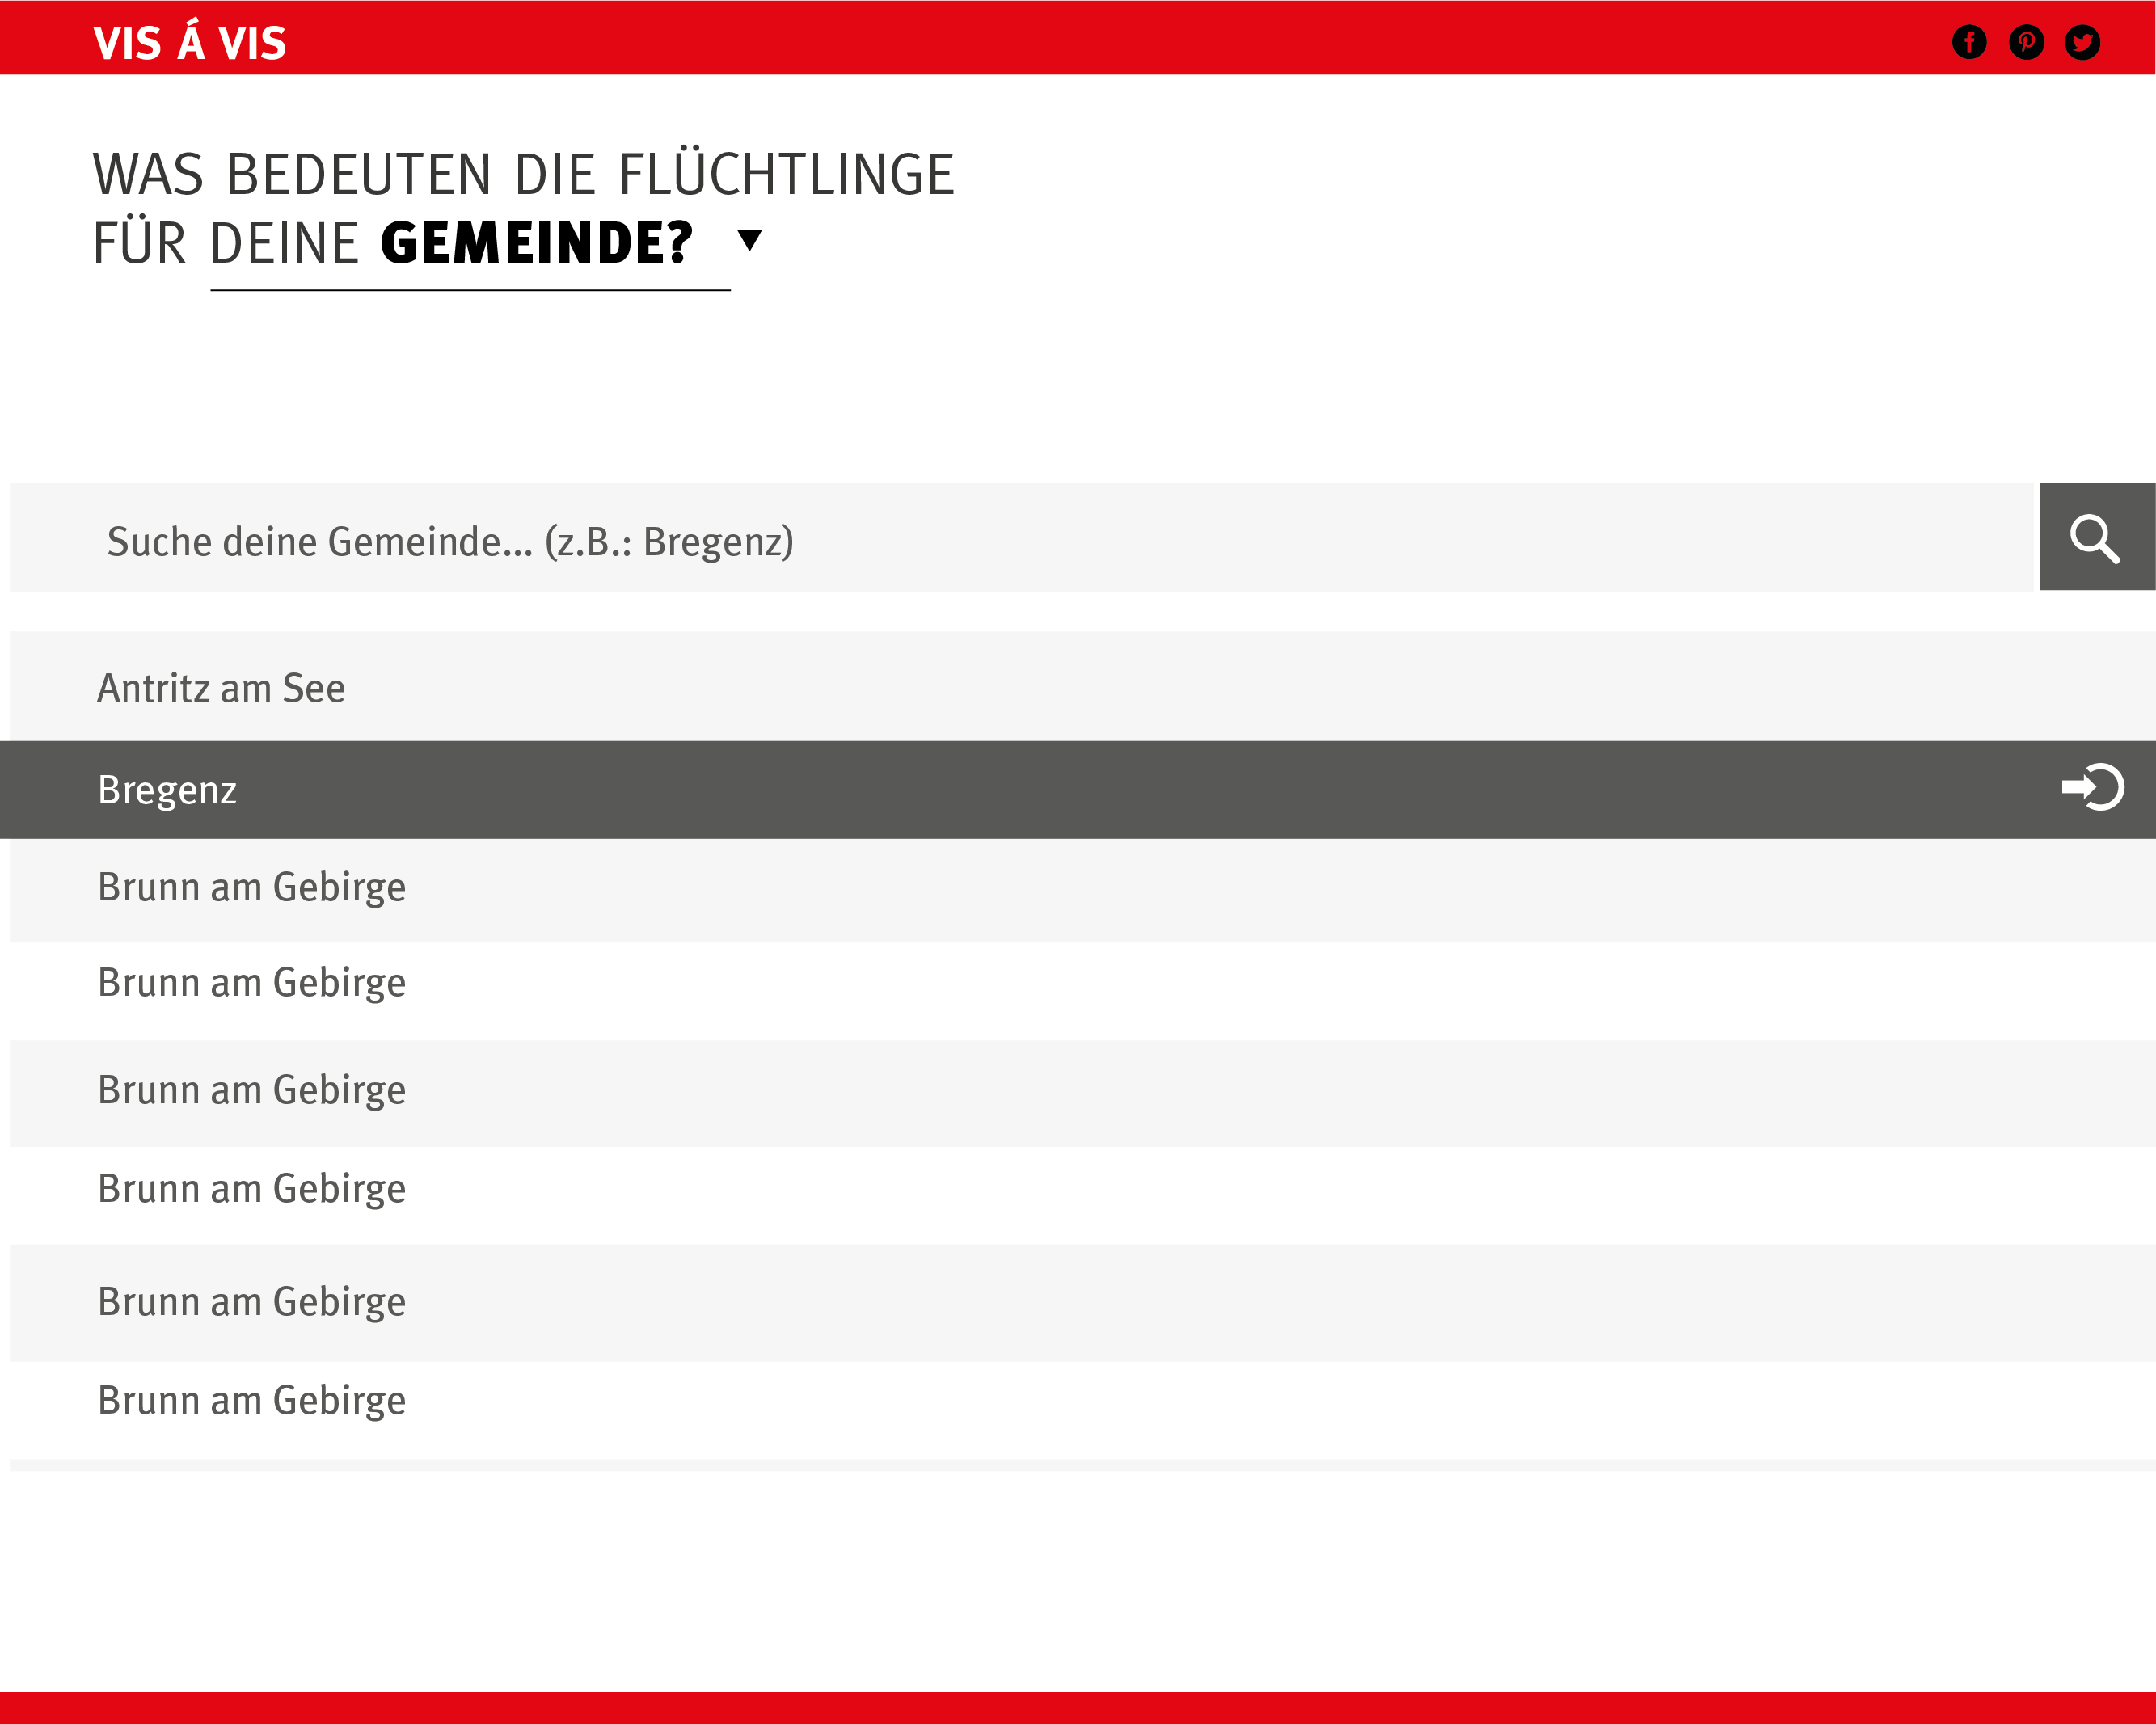 VIS Á VIS
WAS BEDEUTEN DIE FLÜCHTLINGE
FÜR DEINE GEMEINDE?
Suche deine Gemeinde... (z.B.: Bregenz)
Antritz am See
Bregenz
Brunn am Gebirge
Brunn am Gebirge
Brunn am Gebirge
Brunn am Gebirge
Brunn am Gebirge
Brunn am Gebirge